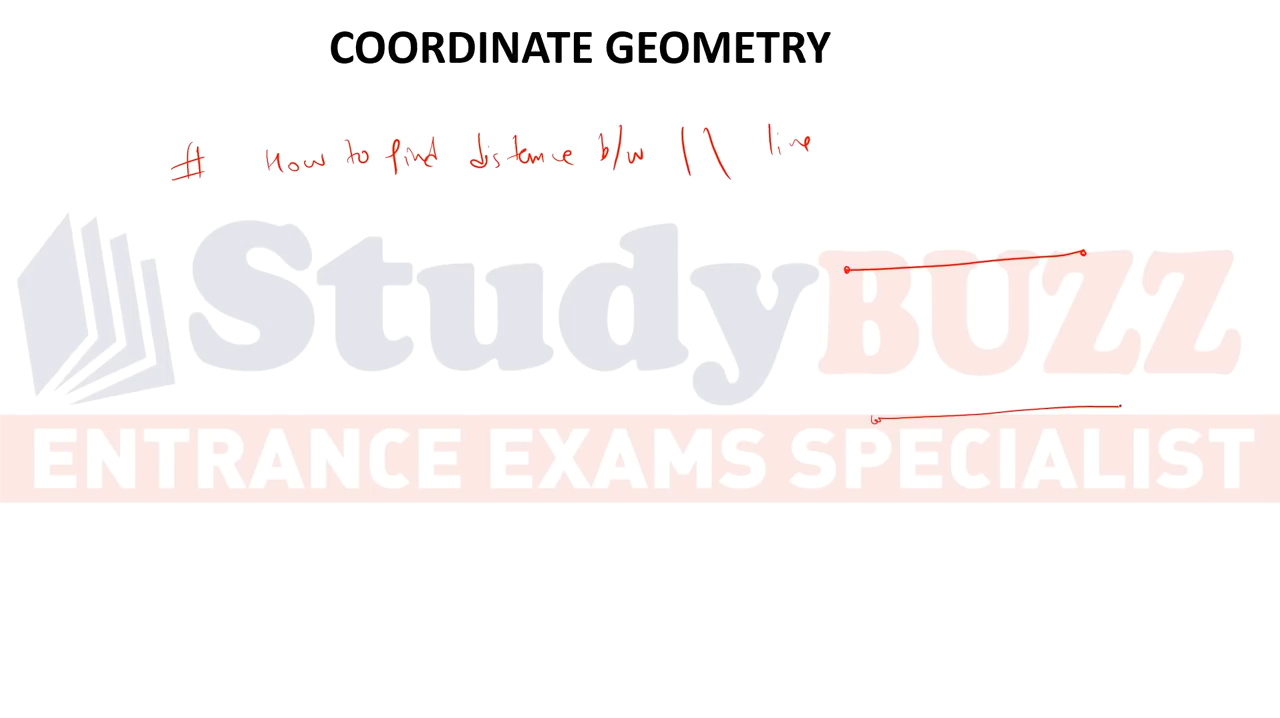 COORDINATE GEOMETRY
# How to find distance b/w || line
StudyBUZZ
ENTRANCE EXAMS SPECIALIST